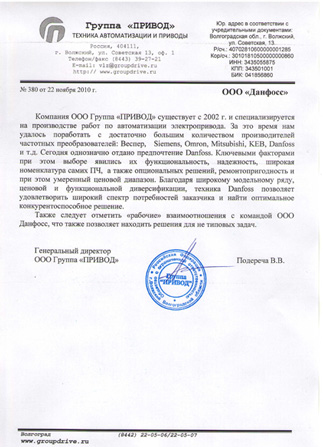 Группа «ПРИВОД»
ТЕХНИКА АВТОМАТИЗАЦИИ И ПРИВОДЫ
Россия, 404111,
г. Волжский, ул. Советская 13, оф. 1
Телефон/факс (8443) 39-27-21
E-mail: vlz@groupdrive.ru
http://www.groupdrive.ru
Юр. адрес в соответствии с
учредительными документами:
Волгоградская обл., г. Волжский,
ул. Советская, 13.
ИНН: 3435055875
КПП: 343501001
БИК: 041856860
№ 380 от 22 ноября 2010 г.
ООО «Данфосс»
Компания ООО Группа «ПРИВОД» существует с 2002 г. и специализируется
на производстве работ по автоматизации электропривода. За это время нам
удалось поработать с достаточно большим количеством производителей
частотных преобразователей: Веспер, Siemens, Omron, Mitsubishi, KEB, Danfoss
и т.д. Сегодня однозначно отдано предпочтение Danfoss. Ключевыми факторами
при этом выборе явились их функциональность, надежность, широкая
номенклатура самих ПЧ, а также опциональных решений, ремонтопригодность и
при этом умеренный ценовой диапазон. Благодаря широкому модельному ряду,
ценовой и функциональной диверсификации, техника Danfoss позволяет
удовлетворить широкий спектр потребностей заказчика и найти оптимальное
конкурентоспособное решение.
Также следует отметить «рабочие» взаимоотношения с командой ООО
Данфосс, что также позволяет находить решения для не типовых задач.
Генеральный директор
ООО Группа «ПРИВОД»
Подереча В.В.
Группа
"ПРИВОД"
Волгоград (8442) 22-05-06/22-05-07
www.groupdrive.ru